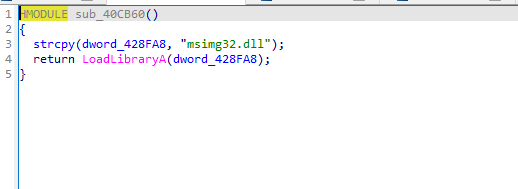 1 HMODULE sub_40CB60()
2 {
3 strcpy(dword_428FA8, "msimg32.dll");
4 return LoadLibraryA(dword_428FA8);
5 }